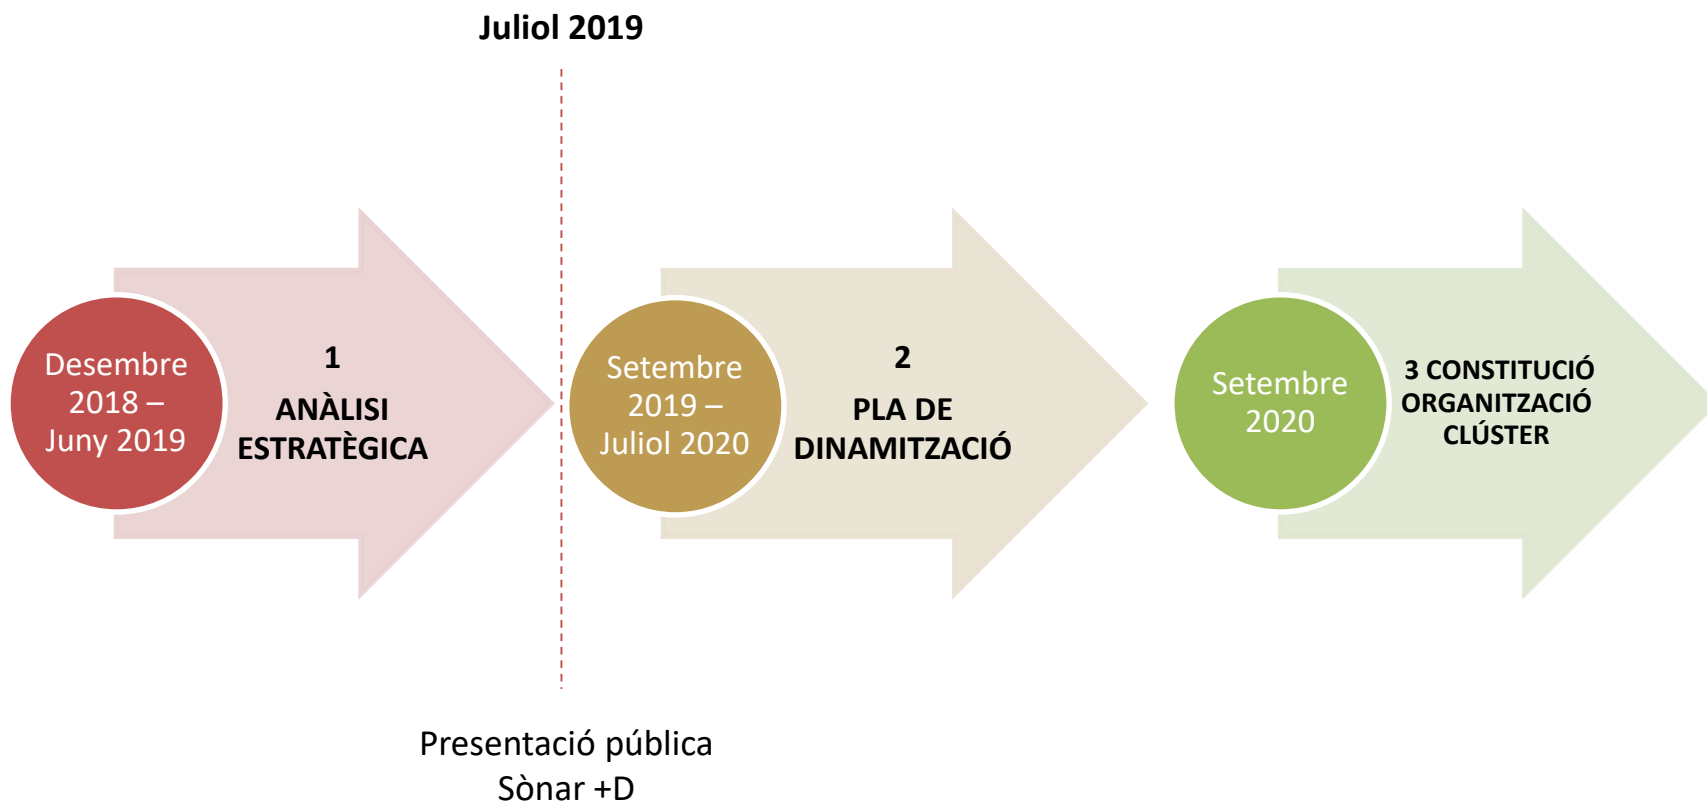 Juliol 2019
Desembre
2018 –
Juny 2019
1
ANÀLISI
ESTRATÈGICA
Setembre
2019 –
Juliol 2020
2
PLA DE
DINAMITZACIÓ
Setembre
2020
3 CONSTITUCIÓ
ORGANITZACIÓ
CLÚSTER
Presentació pública
Sònar +D